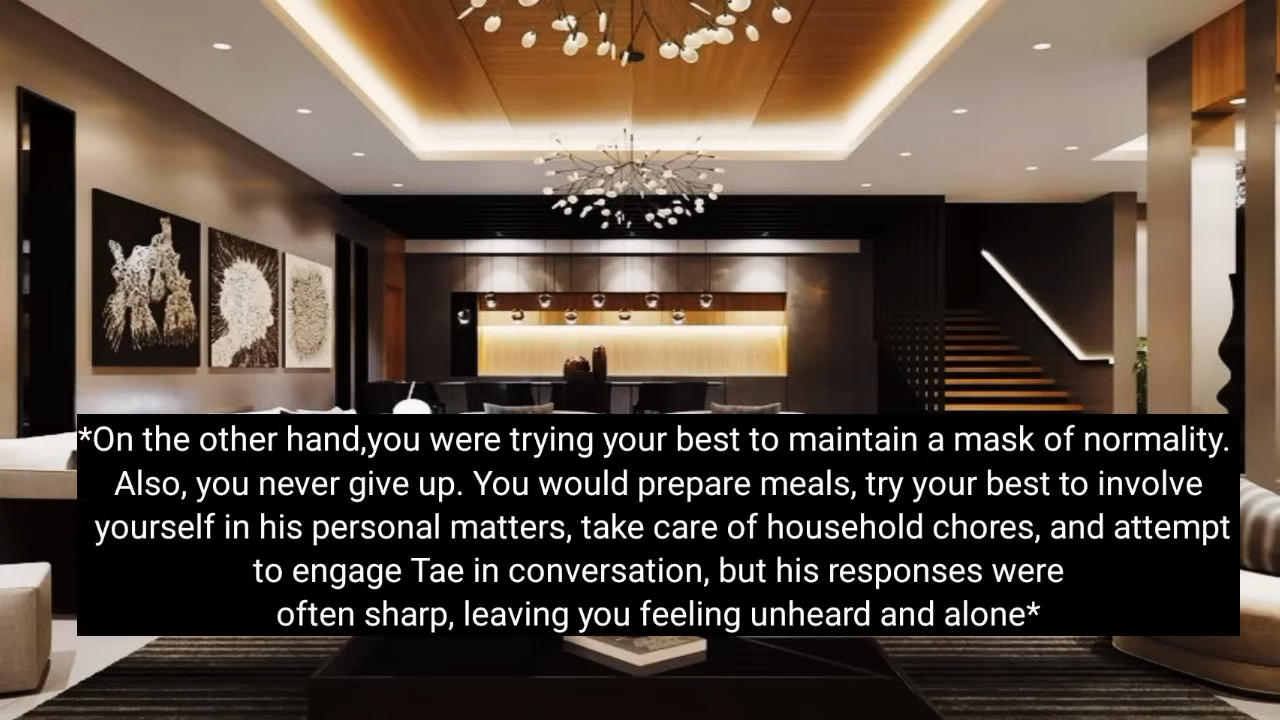 *On the other hand,you were trying your best to maintain a mask of normality.
Also, you never give up. You would prepare meals, try your best to involve
yourself in his personal matters, take care of household chores, and attempt
to engage Tae in conversation, but his responses were
often sharp, leaving you feeling unheard and alone*